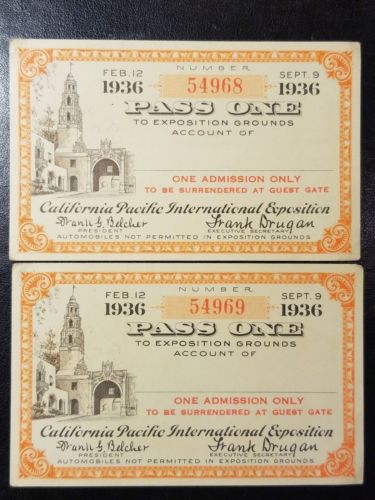 NUMBER
FEB. 12 54968 SEPT. 9
1936 1936
PASS ONE
TO EXPOSITION GROUNDS
ACCOUNT OF
ONE ADMISSION ONLY
TO BE SURRENDERED AT GUEST GATE
California Pacific International Exposition
Frank G. Belcher Frank Drugan
PRESIDENT EXECUTIVE SECRETARY
AUTOMOBILES NOT PERMITTED IN EXPOSITION GROUNDS
NUMBER
FEB. 12 54969 SEPT. 9
1936 1936
PASS ONE
TO EXPOSITION GROUNDS
ACCOUNT OF
ONE ADMISSION ONLY
TO BE SURRENDERED AT GUEST GATE
California Pacific International Exposition
Frank G. Belcher Frank Drugan
PRESIDENT EXECUTIVE SECRETARY
AUTOMOBILES NOT PERMITTED IN EXPOSITION GROUNDS